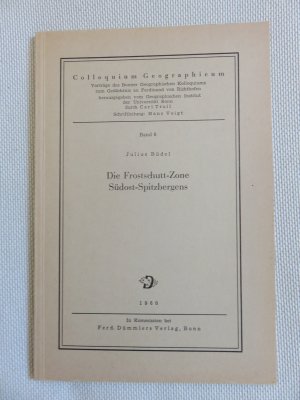 Colloquium Geographicum
Vorträge des Bonner Geographischen Kolloquiums
zum Gedächtnis an Ferdinand von Richthofen
herausgegeben vom Geographischen Institut
der Universität Bonn
durch Carl Troll
Schriftleitung: Hans Voigt
Band 6
Julius Büdel
Die Frostschutt-Zone
Südost-Spitzbergens
1960
In Kommission bei
Ferd. Dümmlers Verlag, Bonn